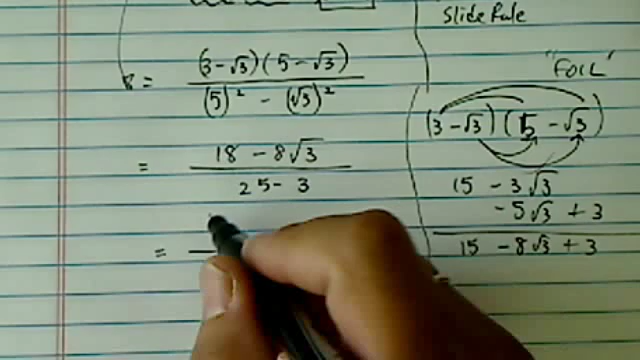 Slide Rule
"FOIL"
r = (3 - √3)(5 - √3)
(5)² - (√3)²
(3 - √3)(5 - √3)
= 18 - 8√3
25 - 3
15 - 3√3
- 5√3 + 3
15 - 8√3 + 3
=